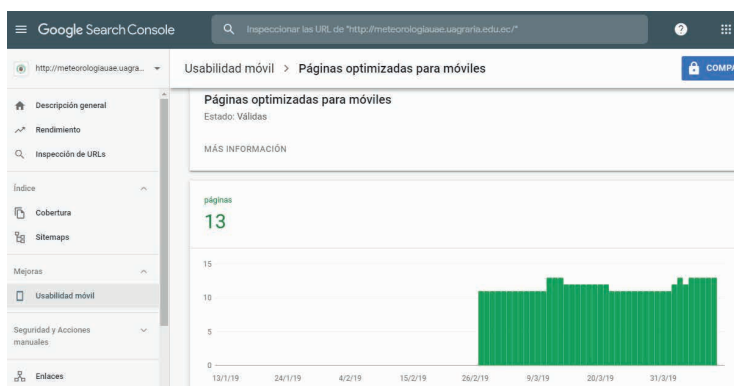 Google Search Console
Inspeccionar las URL de "http://meteorologiauae.uagraria.edu.ec/"
http://meteorologiauae.uagra...
Usabilidad móvil > Páginas optimizadas para móviles
COMPA
Descripción general
Rendimiento
Inspección de URLs
Índice
Cobertura
Sitemaps
Mejoras
Usabilidad móvil
Seguridad y Acciones
manuales
Enlaces
Páginas optimizadas para móviles
Estado: Válidas
MÁS INFORMACIÓN
páginas
13
15
10
5
0
13/1/19 24/1/19 4/2/19 15/2/19 26/2/19 9/3/19 20/3/19 31/3/19